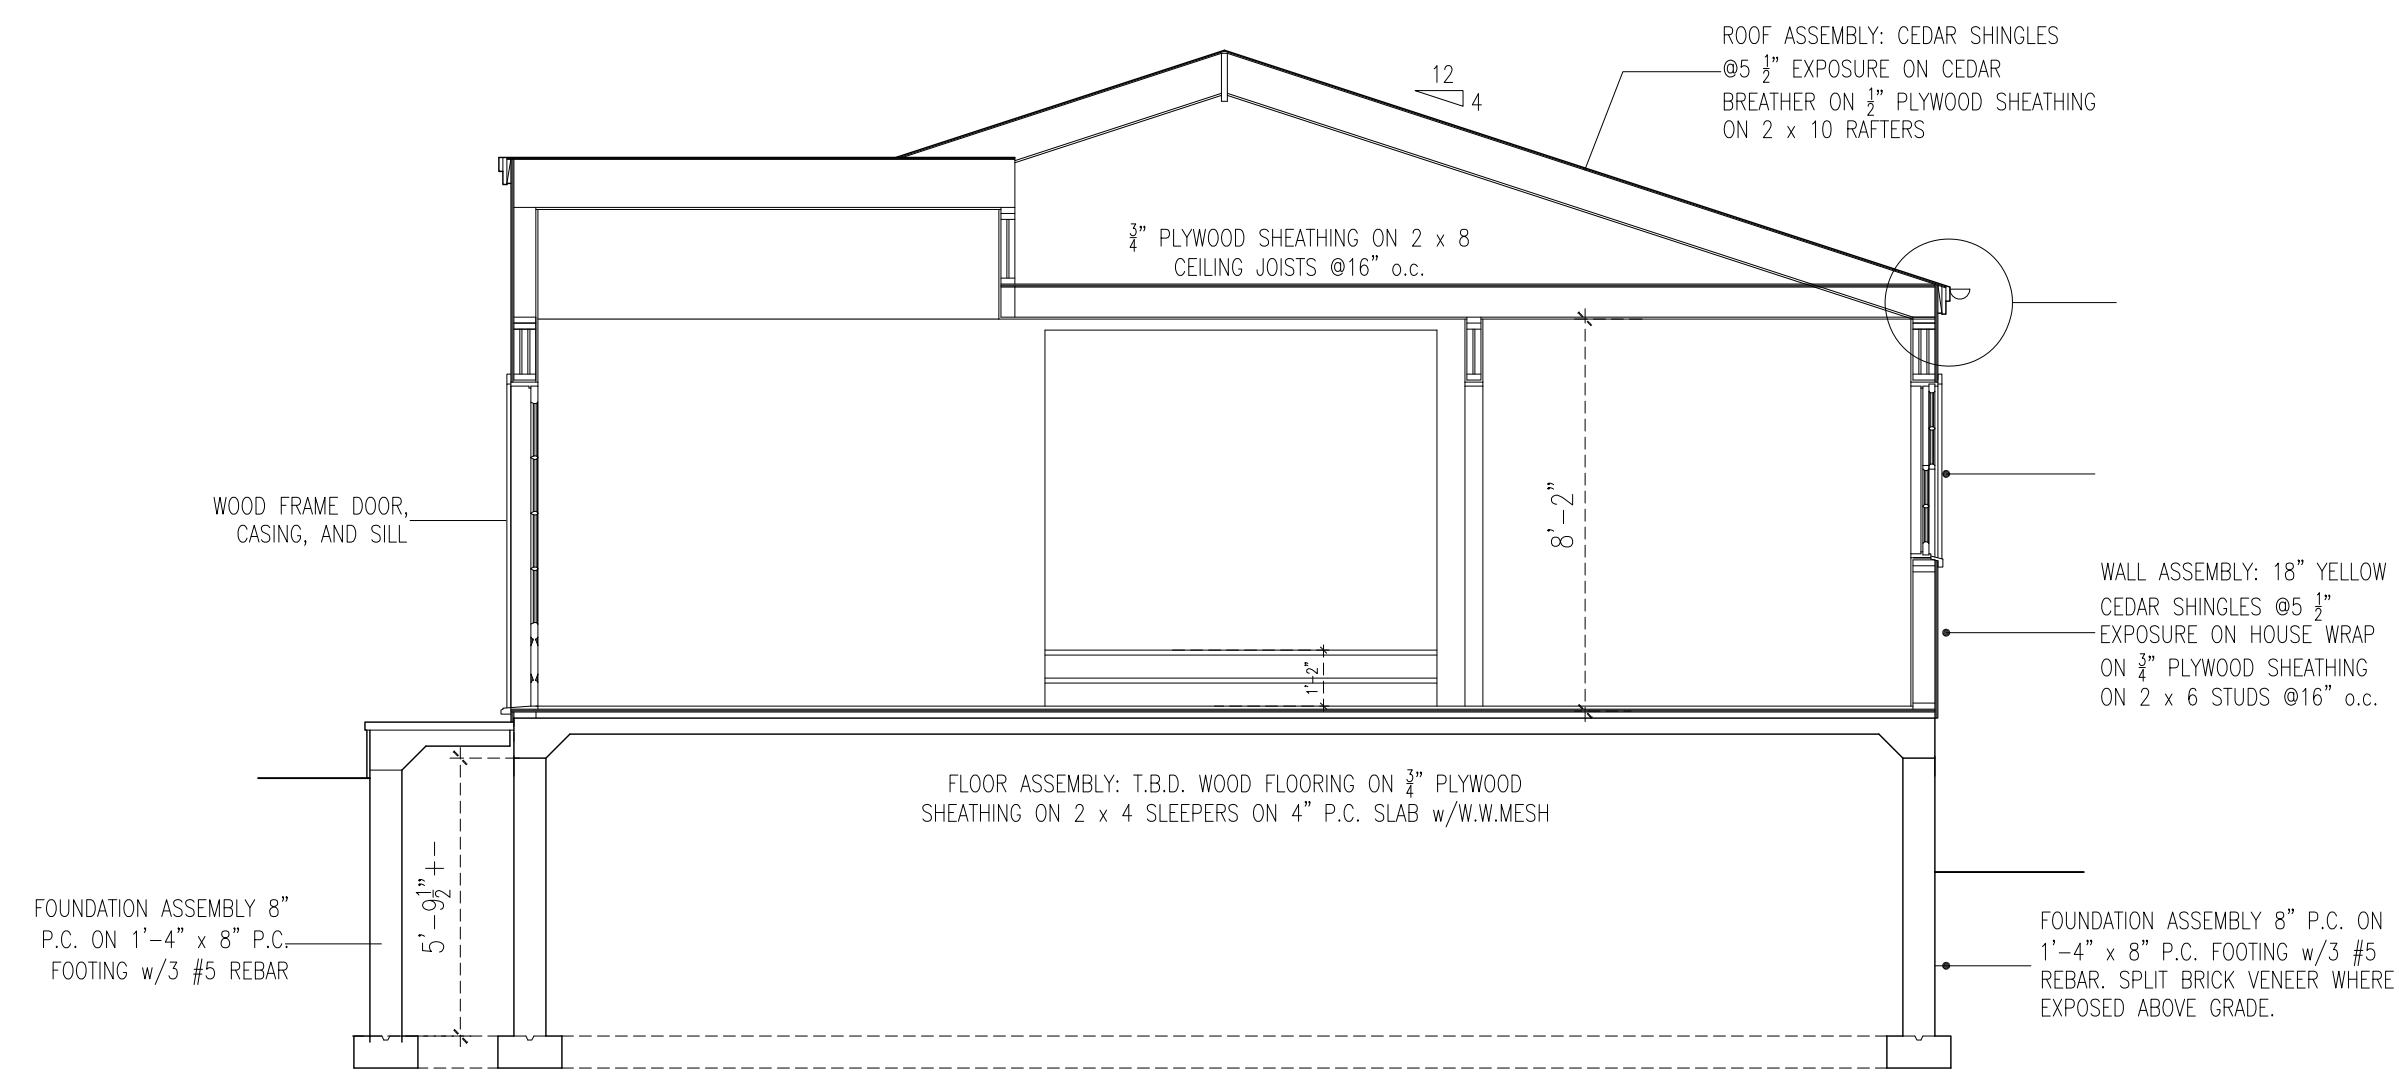 ROOF ASSEMBLY: CEDAR SHINGLES
@5 ½" EXPOSURE ON CEDAR
BREATHER ON ½" PLYWOOD SHEATHING
ON 2 x 10 RAFTERS
12
4
¾" PLYWOOD SHEATHING ON 2 x 8
CEILING JOISTS @16" o.c.
WOOD FRAME DOOR,
CASING, AND SILL
8'-2"
1'-2"
WALL ASSEMBLY: 18" YELLOW
CEDAR SHINGLES @5 ½"
EXPOSURE ON HOUSE WRAP
ON ¾" PLYWOOD SHEATHING
ON 2 x 6 STUDS @16" o.c.
FLOOR ASSEMBLY: T.B.D. WOOD FLOORING ON ¾" PLYWOOD
SHEATHING ON 2 x 4 SLEEPERS ON 4" P.C. SLAB w/W.W.MESH
5'-9½" +-
FOUNDATION ASSEMBLY 8"
P.C. ON 1'-4" x 8" P.C.
FOOTING w/3 #5 REBAR
FOUNDATION ASSEMBLY 8" P.C. ON
1'-4" x 8" P.C. FOOTING w/3 #5
REBAR. SPLIT BRICK VENEER WHERE
EXPOSED ABOVE GRADE.